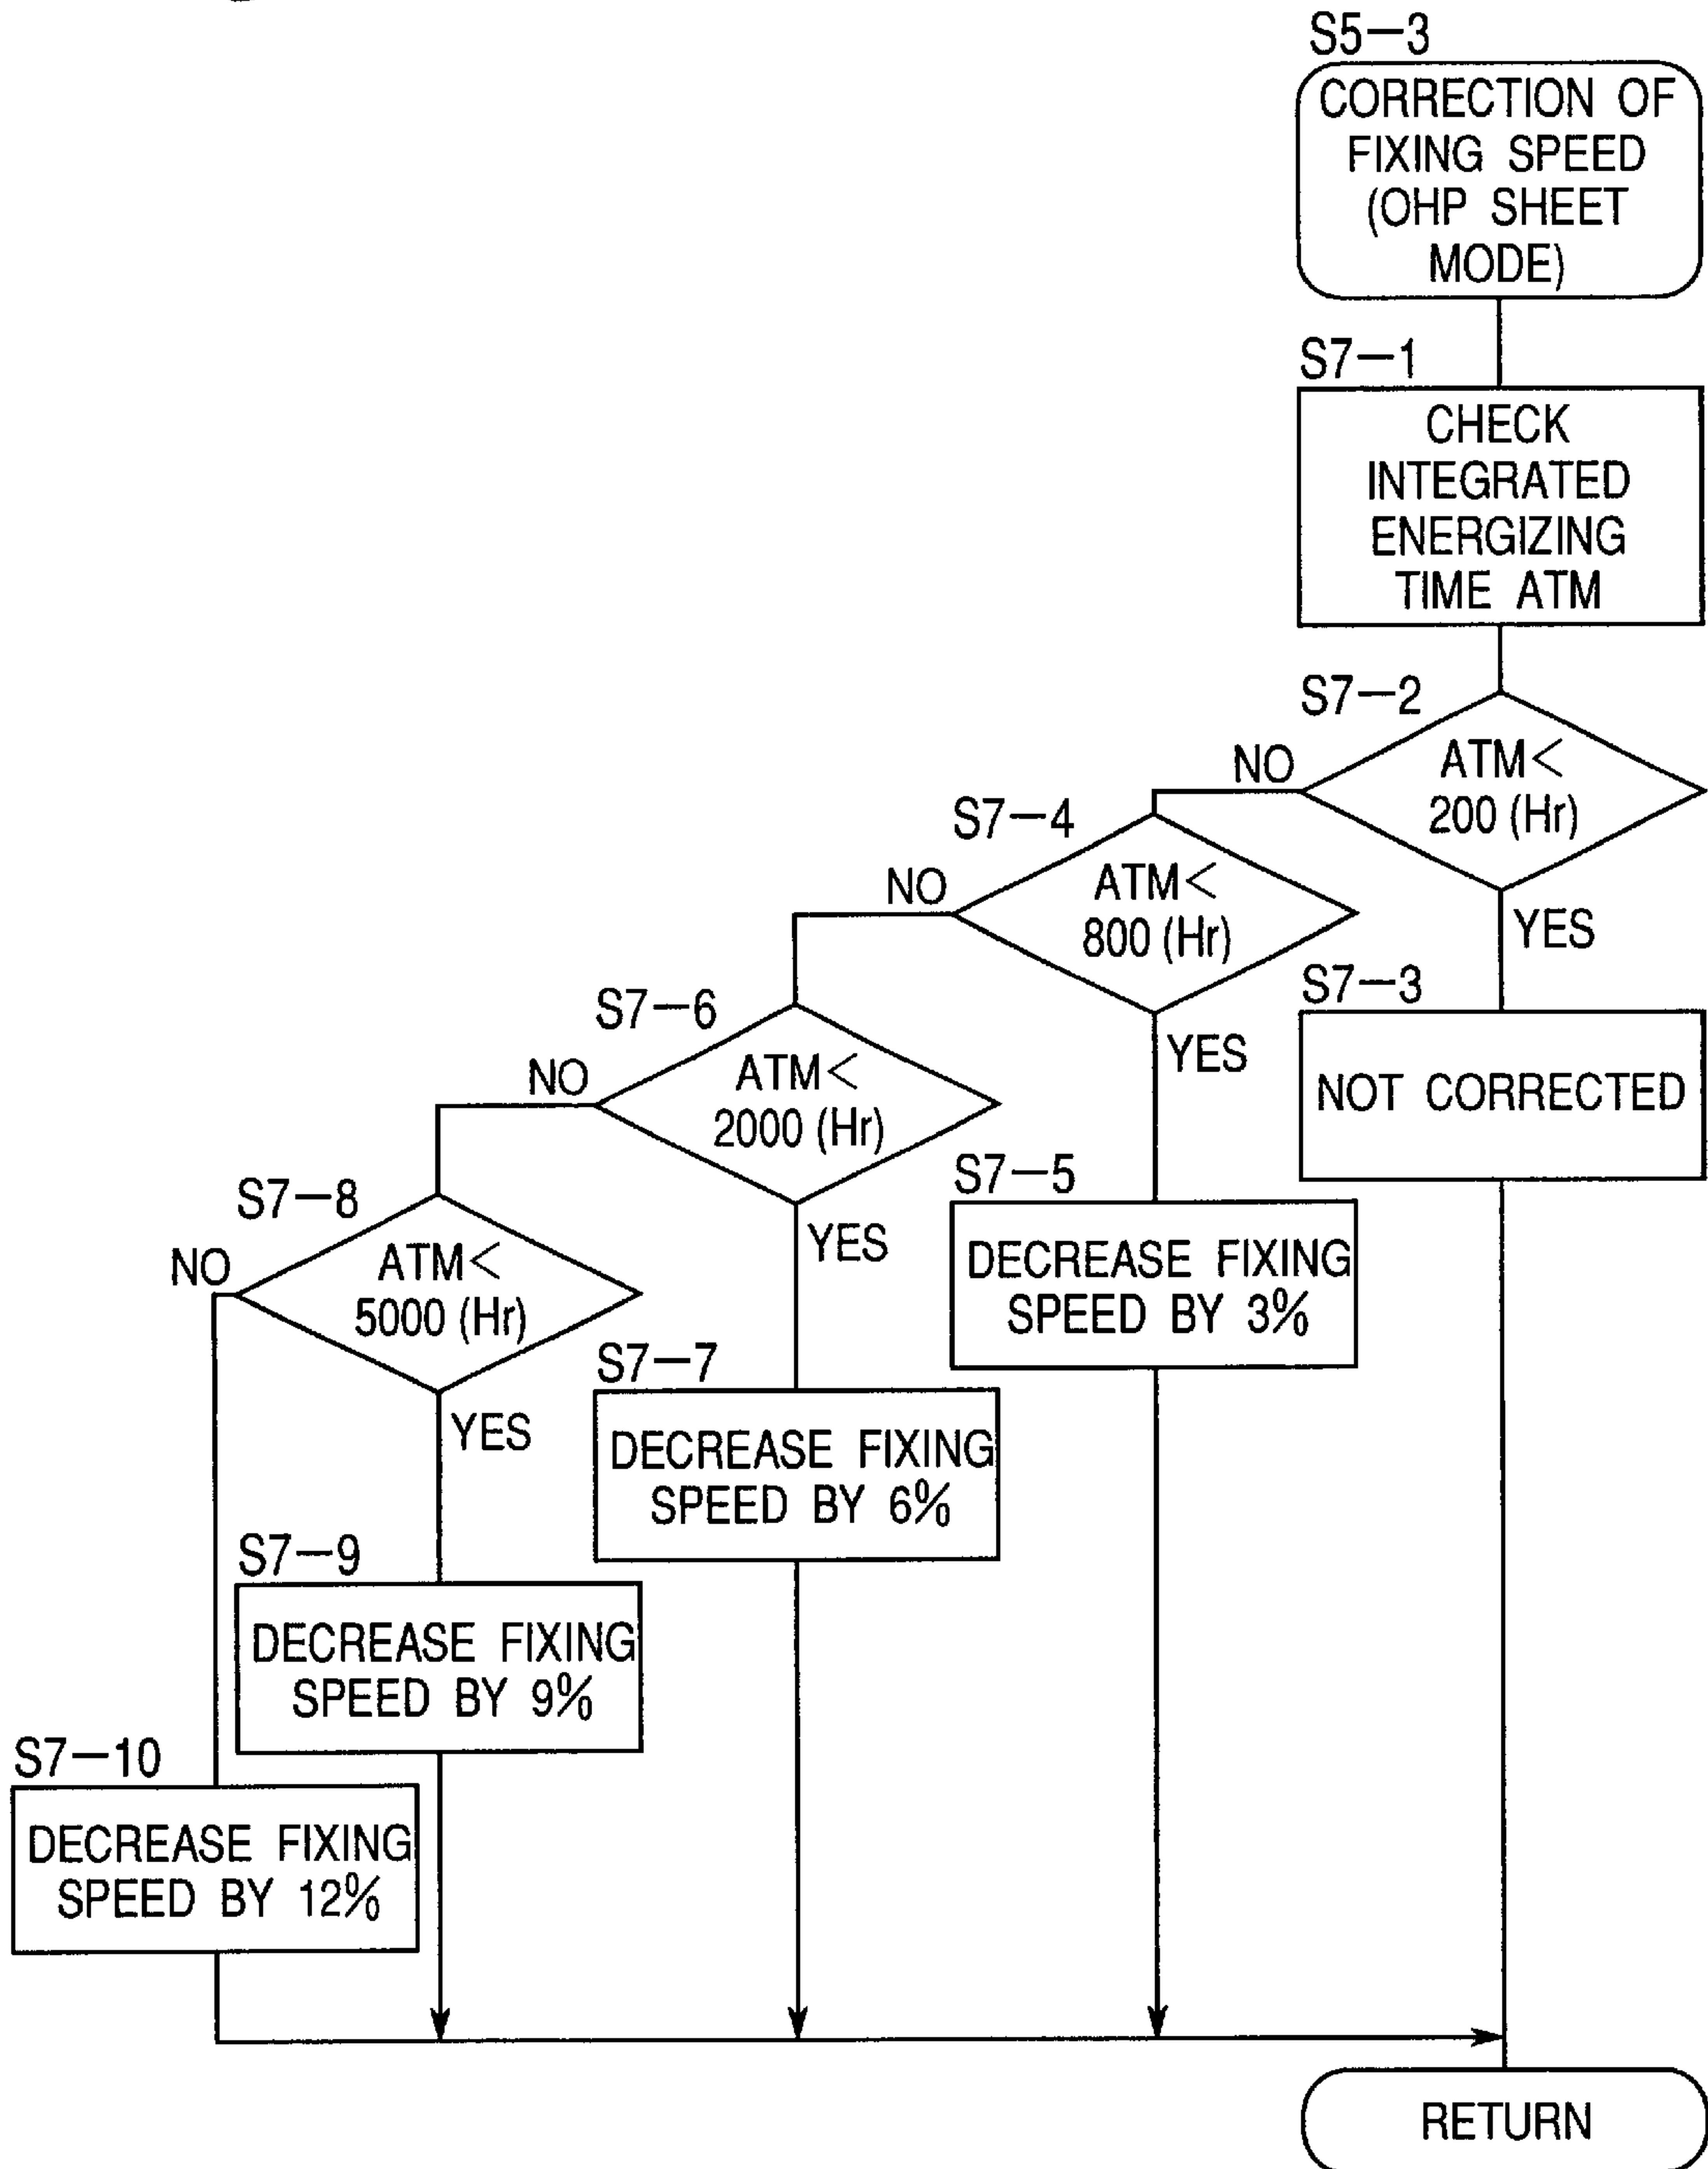 S5-3
CORRECTION OF
FIXING SPEED
(OHP SHEET
MODE)
S7-1
CHECK
INTEGRATED
ENERGIZING
TIME ATM
S7-2
ATM<
200 (Hr)
NO
YES
S7-3
NOT CORRECTED
S7-4
ATM<
800 (Hr)
NO
YES
S7-5
DECREASE FIXING
SPEED BY 3%
S7-6
ATM<
2000 (Hr)
NO
YES
S7-7
DECREASE FIXING
SPEED BY 6%
S7-8
ATM<
5000 (Hr)
NO
YES
S7-9
DECREASE FIXING
SPEED BY 9%
S7-10
DECREASE FIXING
SPEED BY 12%
RETURN